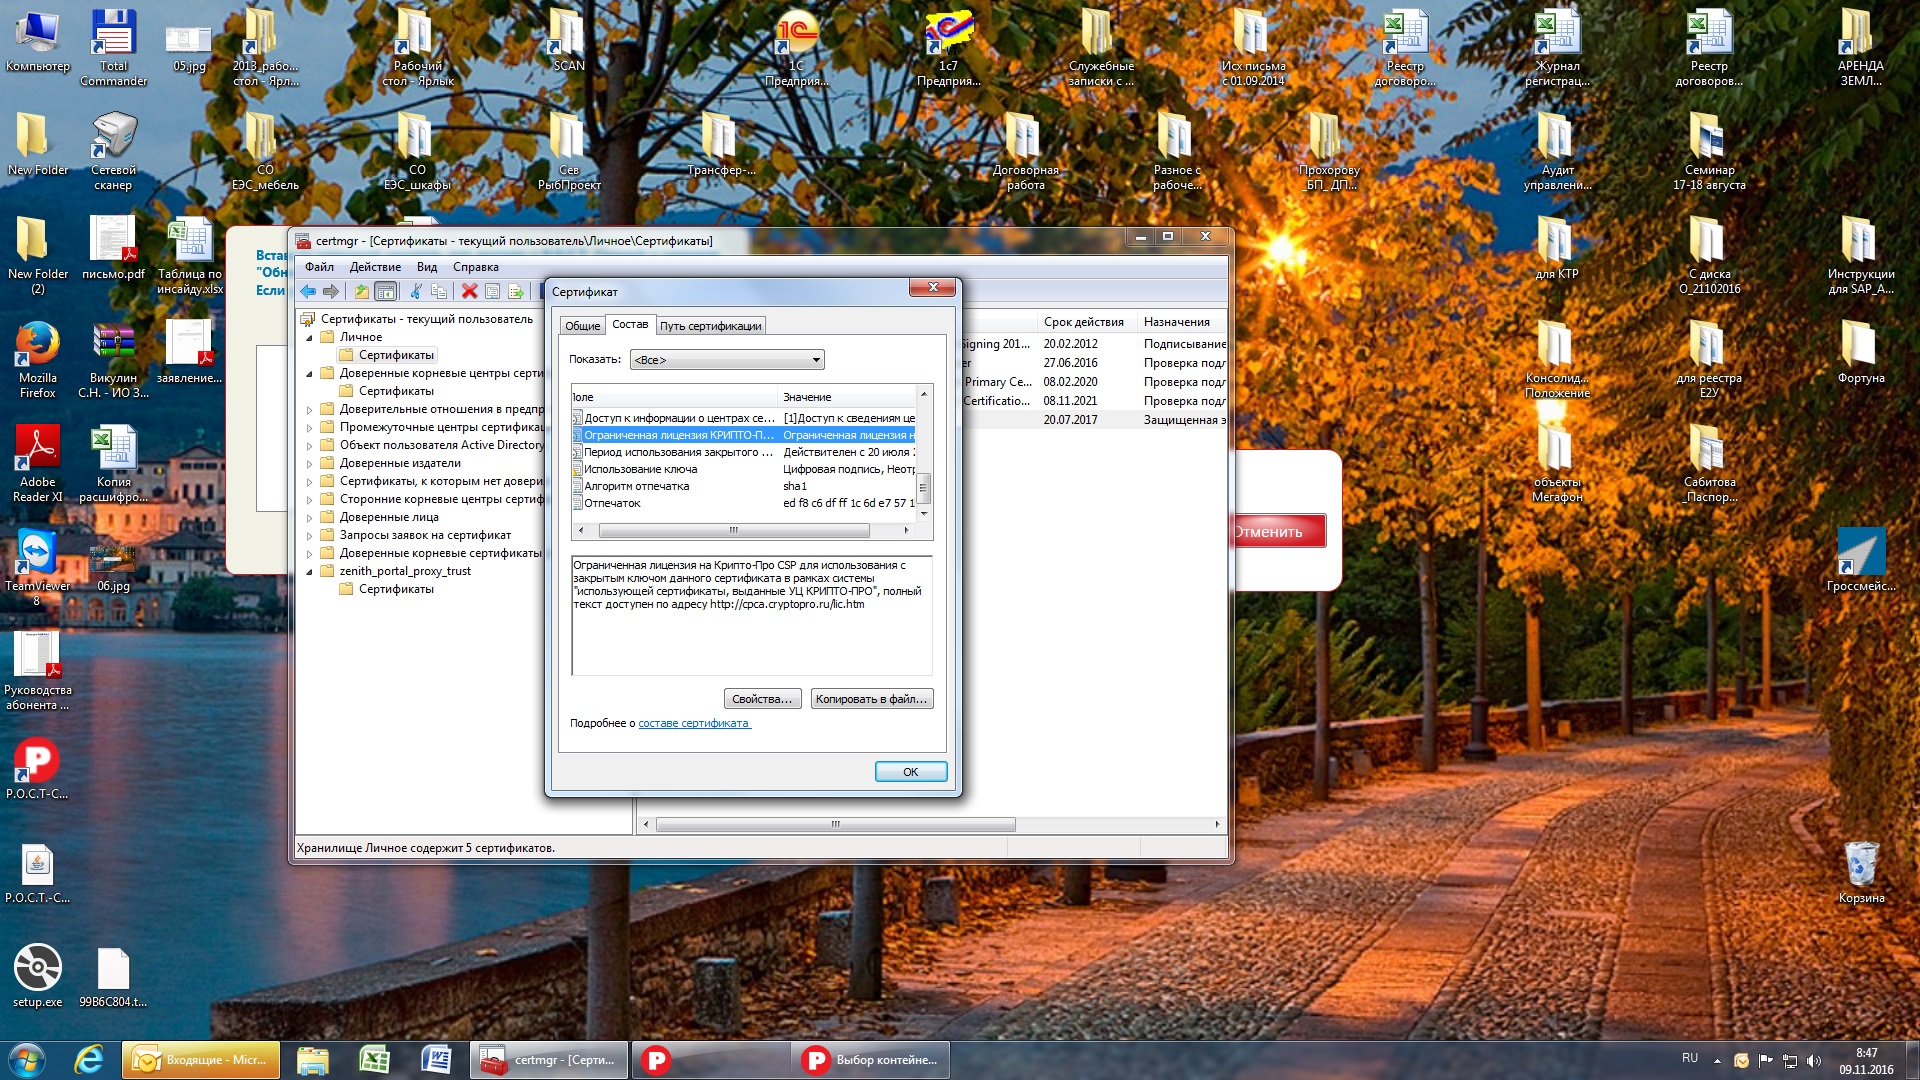 Компьютер
Total
Commander
05.jpg
2013_рабо...
стол - Ярл...
Рабочий
стол - Ярлык
SCAN
1С
Предприя...
1с7
Предприя...
Служебные
записки с ...
Исх письма
с 01.09.2014
Реестр
договоро...
Журнал
регистрац...
Реестр
договоров...
АРЕНДА
ЗЕМЛ...
New Folder
Сетевой
сканер
СО
ЕЭС_мебель
СО
ЕЭС_шкафы
Сев
РыбПроект
Трансфер-...
Договорная
работа
Разное с
рабоче...
Прохорову
_БП_ ДП...
Аудит
управлени...
Семинар
17-18 августа
New Folder
(2)
письмо.pdf
Таблица по
инсайду.xlsx
для КТР
С диска
O_21102016
Инструкции
для SAP_A...
Mozilla
Firefox
Викулин
С.Н. - ИО З...
заявление...
Консолид...
Положение
для реестра
Е2У
Фортуна
Adobe
Reader XI
Копия
расшифро...
объекты
Мегафон
Сабитова
_Паспор...
TeamViewer
8
06.jpg
Гроссмейс...
Руководства
абонента ...
Р.О.С.Т-С...
Р.О.С.Т.-С...
Корзина
setup.exe
99B6C804.t...
Встав
"Обн
Если
Отменить
certmgr - [Сертификаты - текущий пользователь\Личное\Сертификаты]
Файл Действие Вид Справка
Сертификаты - текущий пользователь
Личное
Сертификаты
Доверенные корневые центры серти
Сертификаты
Доверительные отношения в предпр
Промежуточные центры сертификац
Объект пользователя Active Directory
Доверенные издатели
Сертификаты, к которым нет довери
Сторонние корневые центры сертиф
Доверенные лица
Запросы заявок на сертификат
Доверенные корневые сертификаты
zenith_portal_proxy_trust
Сертификаты
Срок действия Назначения
Signing 201... 20.02.2012 Подписывание
er 27.06.2016 Проверка подл
Primary Ce... 08.02.2020 Проверка подл
Certificatio... 08.11.2021 Проверка подл
20.07.2017 Защищенная э
Хранилище Личное содержит 5 сертификатов.
Сертификат
Общие Состав Путь сертификации
Показать: <Все>
Поле Значение
Доступ к информации о центрах се... [1]Доступ к сведениям це
Ограниченная лицензия КРИПТО-П... Ограниченная лицензия н
Период использования закрытого ... Действителен с 20 июля 2
Использование ключа Цифровая подпись, Неотр
Алгоритм отпечатка sha1
Отпечаток ed f8 c6 df ff 1c 6d e7 57 1
Ограниченная лицензия на Крипто-Про CSP для использования с
закрытым ключом данного сертификата в рамках системы
"использующей сертификаты, выданные УЦ КРИПТО-ПРО", полный
текст доступен по адресу http://cpca.cryptopro.ru/lic.htm
Свойства... Копировать в файл...
Подробнее о составе сертификата
ОК
Входящие - Micr...
certmgr - [Серти...
Выбор контейне...
RU
8:47
09.11.2016